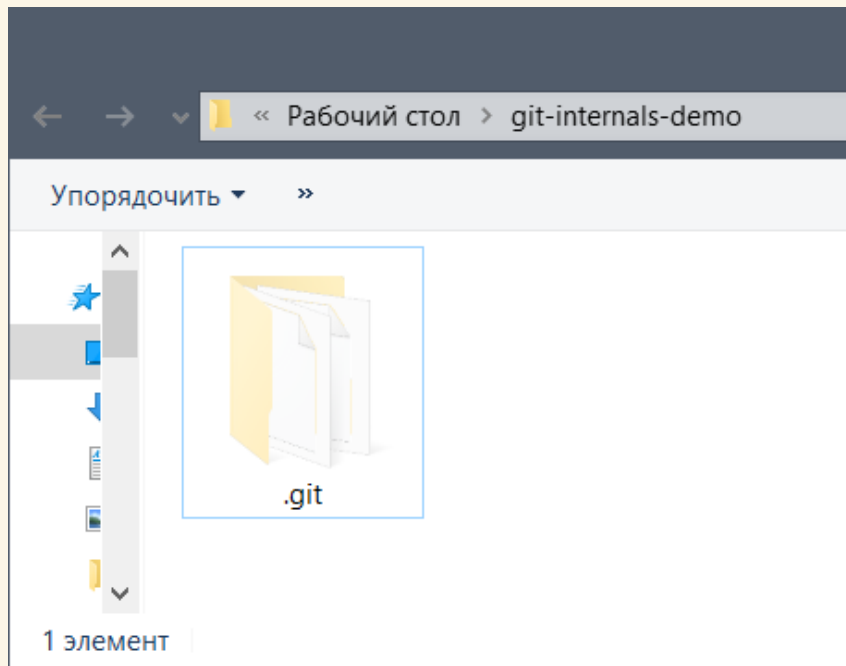 « Рабочий стол > git-internals-demo
Упорядочить ▾ »
.git
1 элемент